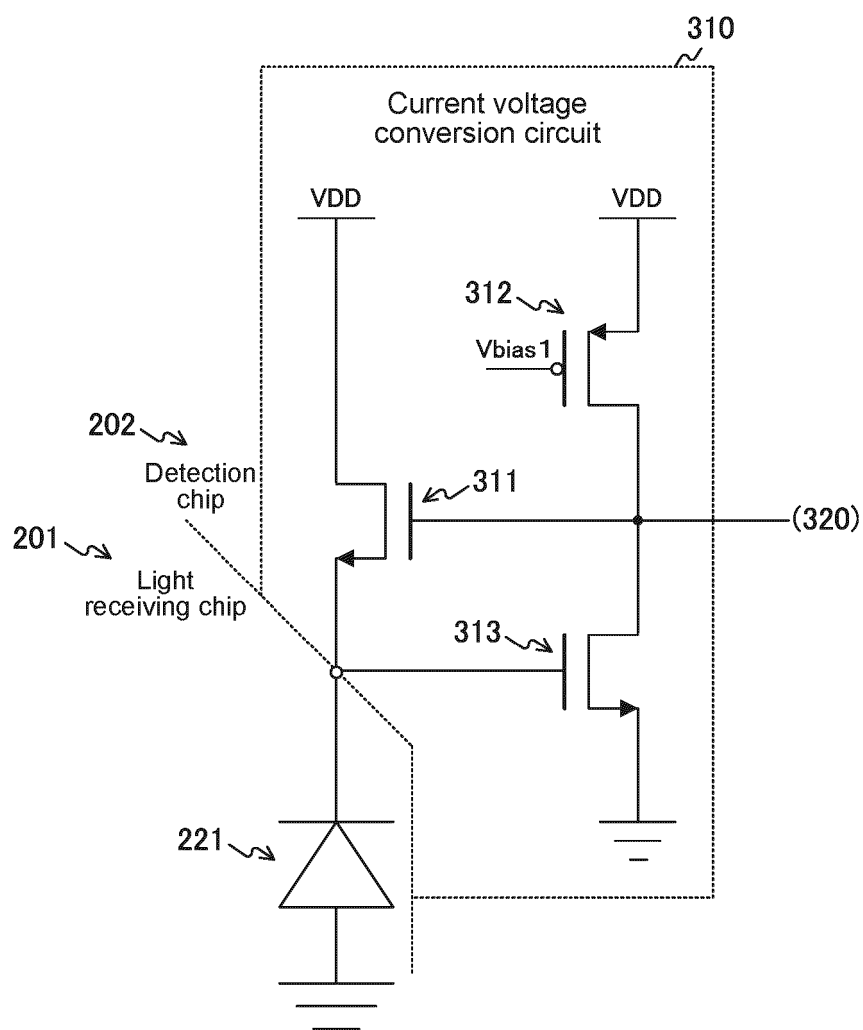 310
Current voltage
conversion circuit
VDD
VDD
312
Vbias1
202
Detection
chip
311
(320)
201
Light
receiving chip
313
221